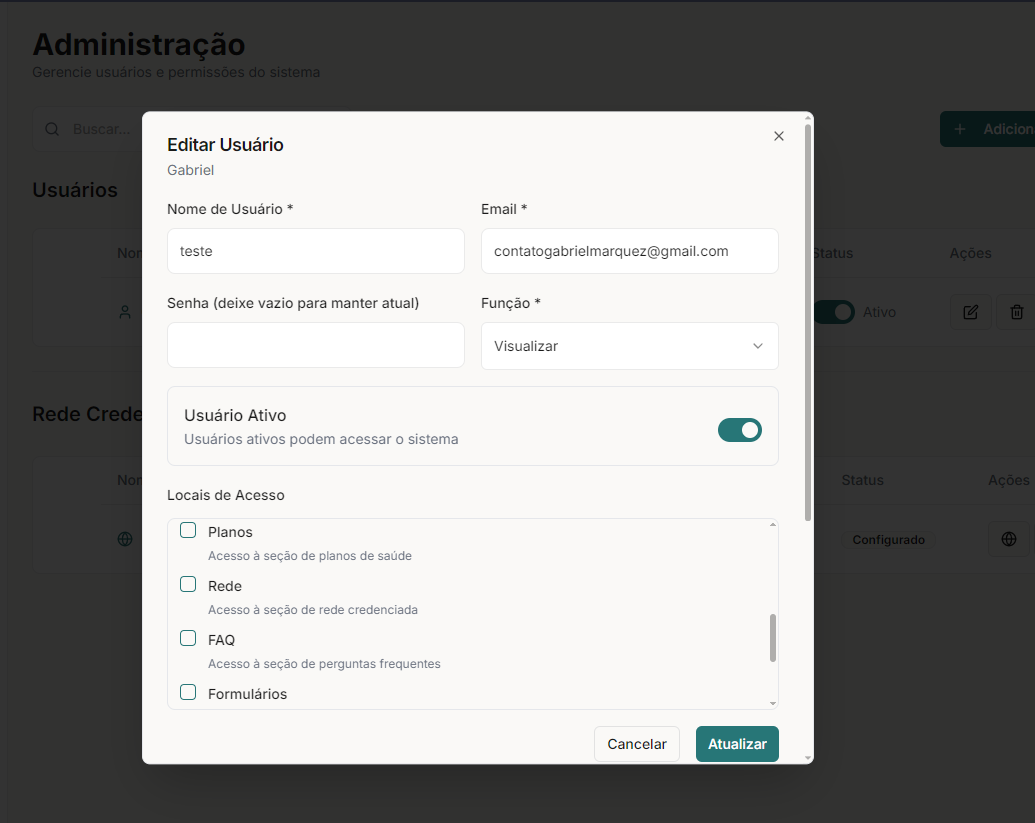 Administração
Gerencie usuários e permissões do sistema
Buscar...
Adicion
Usuários
Nom
Status
Ações
Ativo
Rede Crede
Nom
Status
Ações
Configurado
Editar Usuário
Gabriel
Nome de Usuário *
Email *
teste
contatogabrielmarquez@gmail.com
Senha (deixe vazio para manter atual)
Função *
Visualizar
Usuário Ativo
Usuários ativos podem acessar o sistema
Locais de Acesso
Planos
Acesso à seção de planos de saúde
Rede
Acesso à seção de rede credenciada
FAQ
Acesso à seção de perguntas frequentes
Formulários
Cancelar
Atualizar